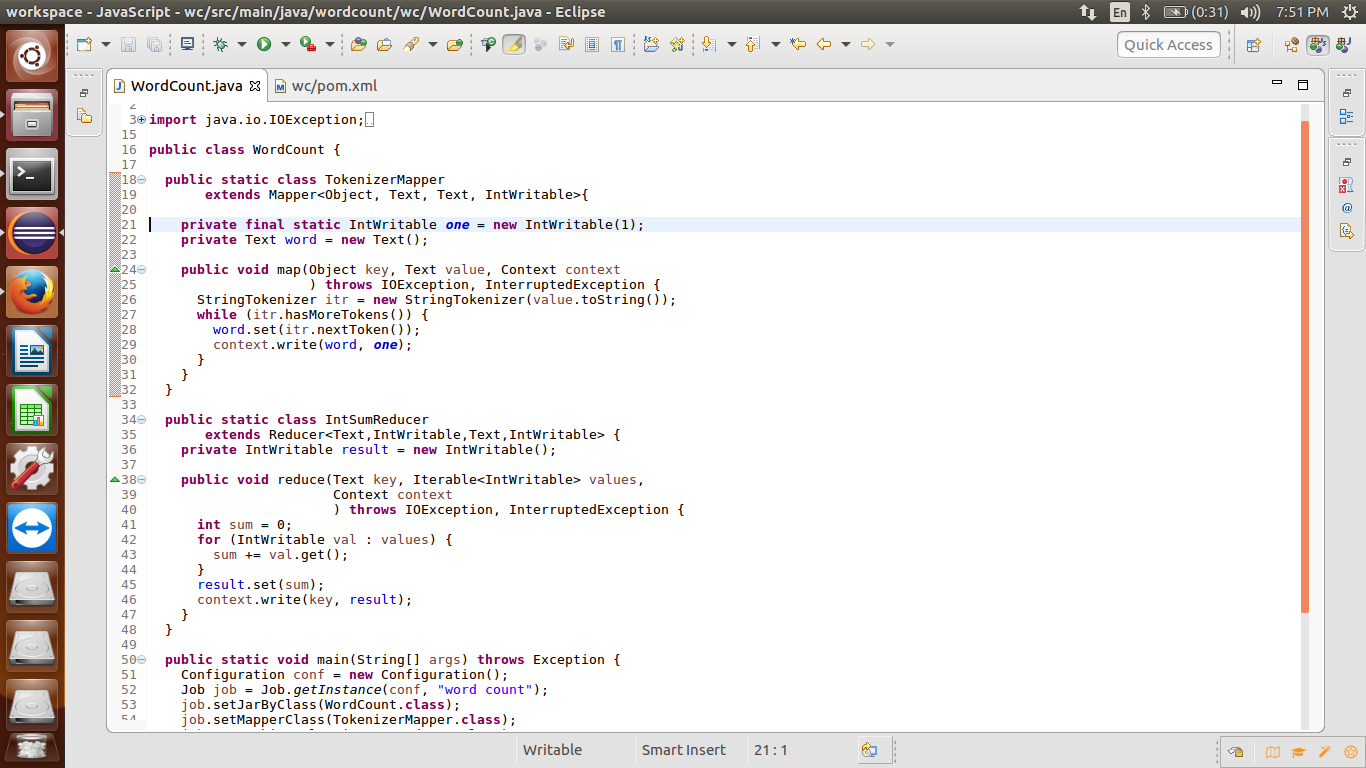 workspace - JavaScript - wc/src/main/java/wordcount/wc/WordCount.java - Eclipse En (0:31) 7:51 PM
Quick Access
WordCount.java wc/pom.xml
2
3 import java.io.IOException;
15
16 public class WordCount {
17
18 public static class TokenizerMapper
19 extends Mapper<Object, Text, Text, IntWritable>{
20
21 private final static IntWritable one = new IntWritable(1);
22 private Text word = new Text();
23
24 public void map(Object key, Text value, Context context
25 ) throws IOException, InterruptedException {
26 StringTokenizer itr = new StringTokenizer(value.toString());
27 while (itr.hasMoreTokens()) {
28 word.set(itr.nextToken());
29 context.write(word, one);
30 }
31 }
32 }
33
34 public static class IntSumReducer
35 extends Reducer<Text,IntWritable,Text,IntWritable> {
36 private IntWritable result = new IntWritable();
37
38 public void reduce(Text key, Iterable<IntWritable> values,
39 Context context
40 ) throws IOException, InterruptedException {
41 int sum = 0;
42 for (IntWritable val : values) {
43 sum += val.get();
44 }
45 result.set(sum);
46 context.write(key, result);
47 }
48 }
49
50 public static void main(String[] args) throws Exception {
51 Configuration conf = new Configuration();
52 Job job = Job.getInstance(conf, "word count");
53 job.setJarByClass(WordCount.class);
54 job.setMapperClass(TokenizerMapper.class);
Writable Smart Insert 21 : 1